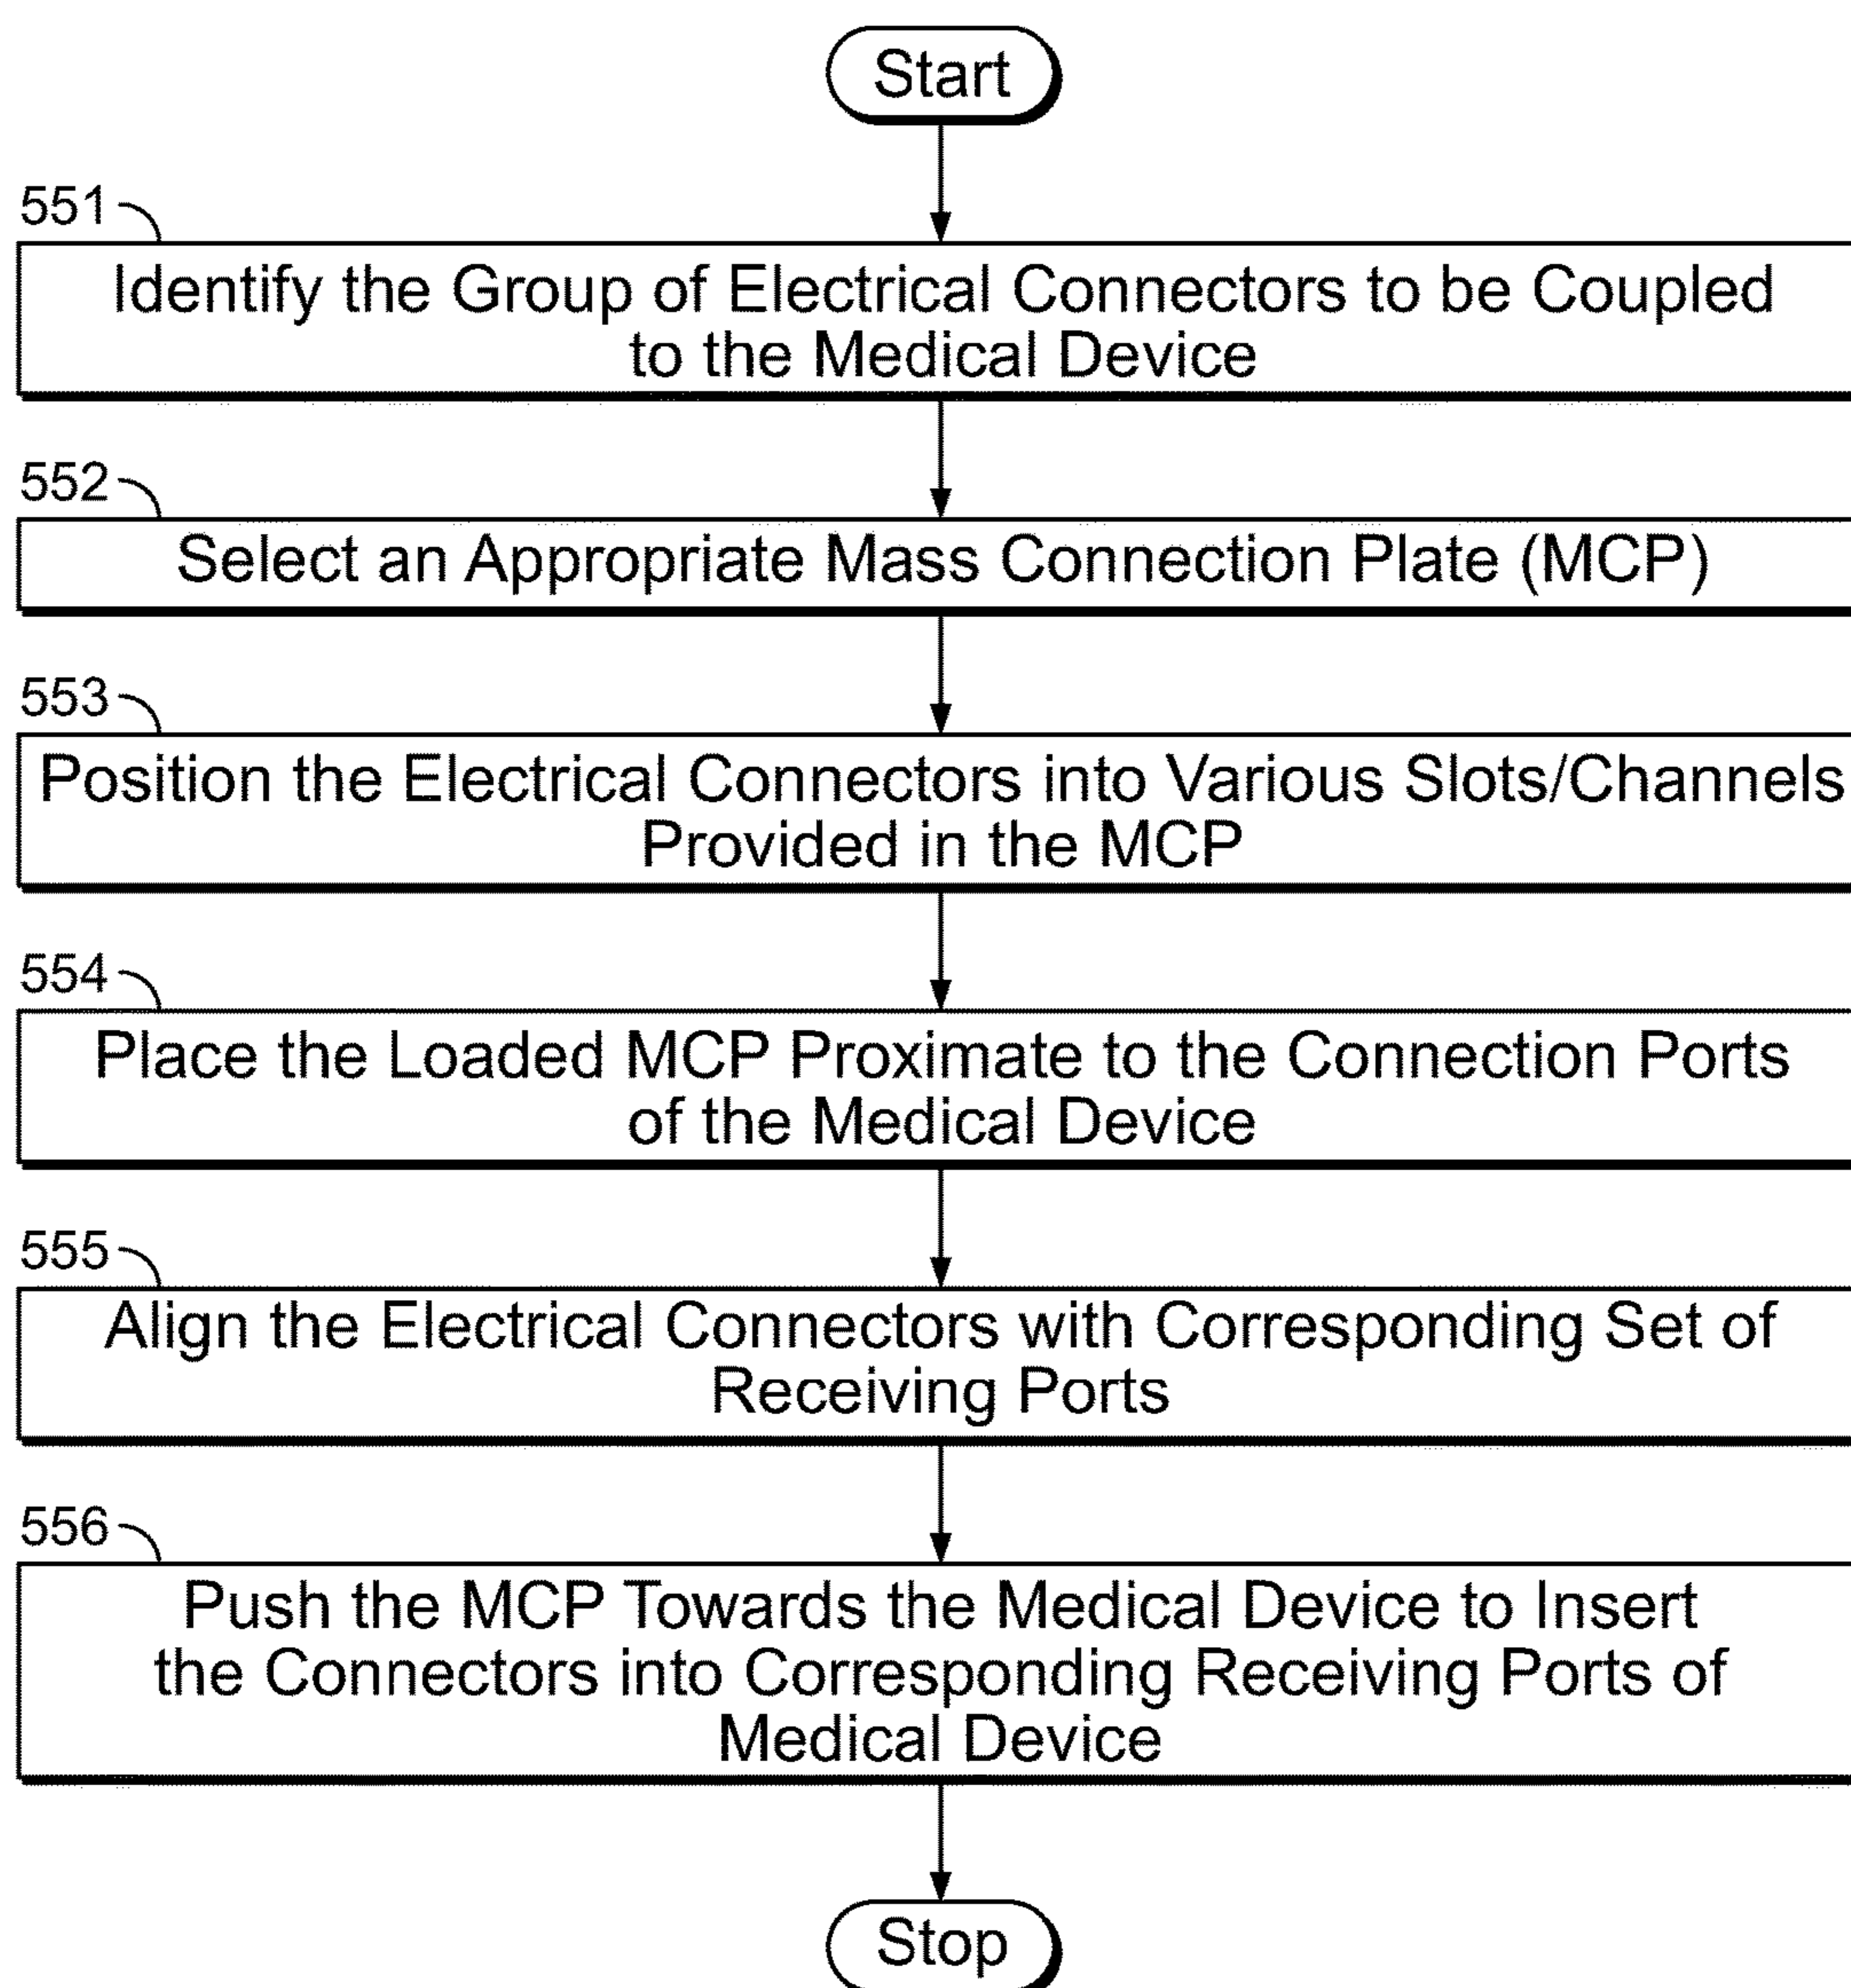 Start
551
Identify the Group of Electrical Connectors to be Coupled
to the Medical Device
552
Select an Appropriate Mass Connection Plate (MCP)
553
Position the Electrical Connectors into Various Slots/Channels
Provided in the MCP
554
Place the Loaded MCP Proximate to the Connection Ports
of the Medical Device
555
Align the Electrical Connectors with Corresponding Set of
Receiving Ports
556
Push the MCP Towards the Medical Device to Insert
the Connectors into Corresponding Receiving Ports of
Medical Device
Stop